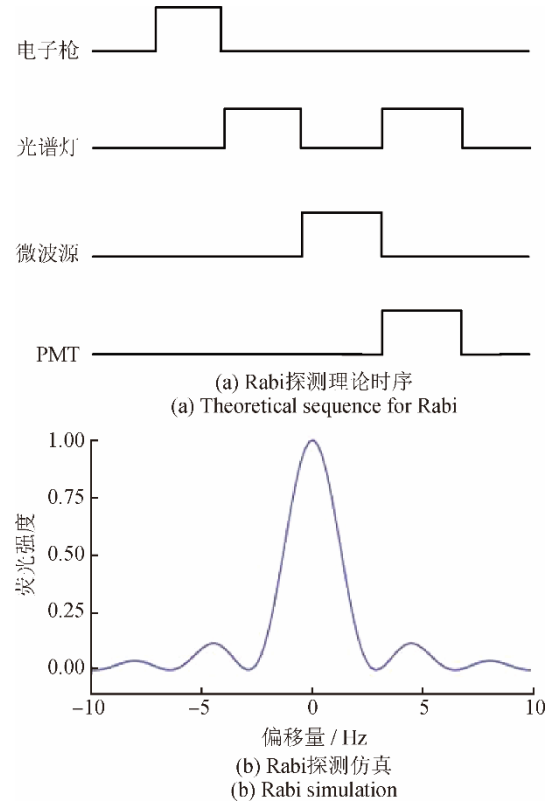 电子枪
光谱灯
微波源
PMT
(a) Rabi探测理论时序
(a) Theoretical sequence for Rabi
1.00
0.75
0.50
0.25
0.00
荧光强度
-10
-5
0
5
10
偏移量 / Hz
(b) Rabi探测仿真
(b) Rabi simulation